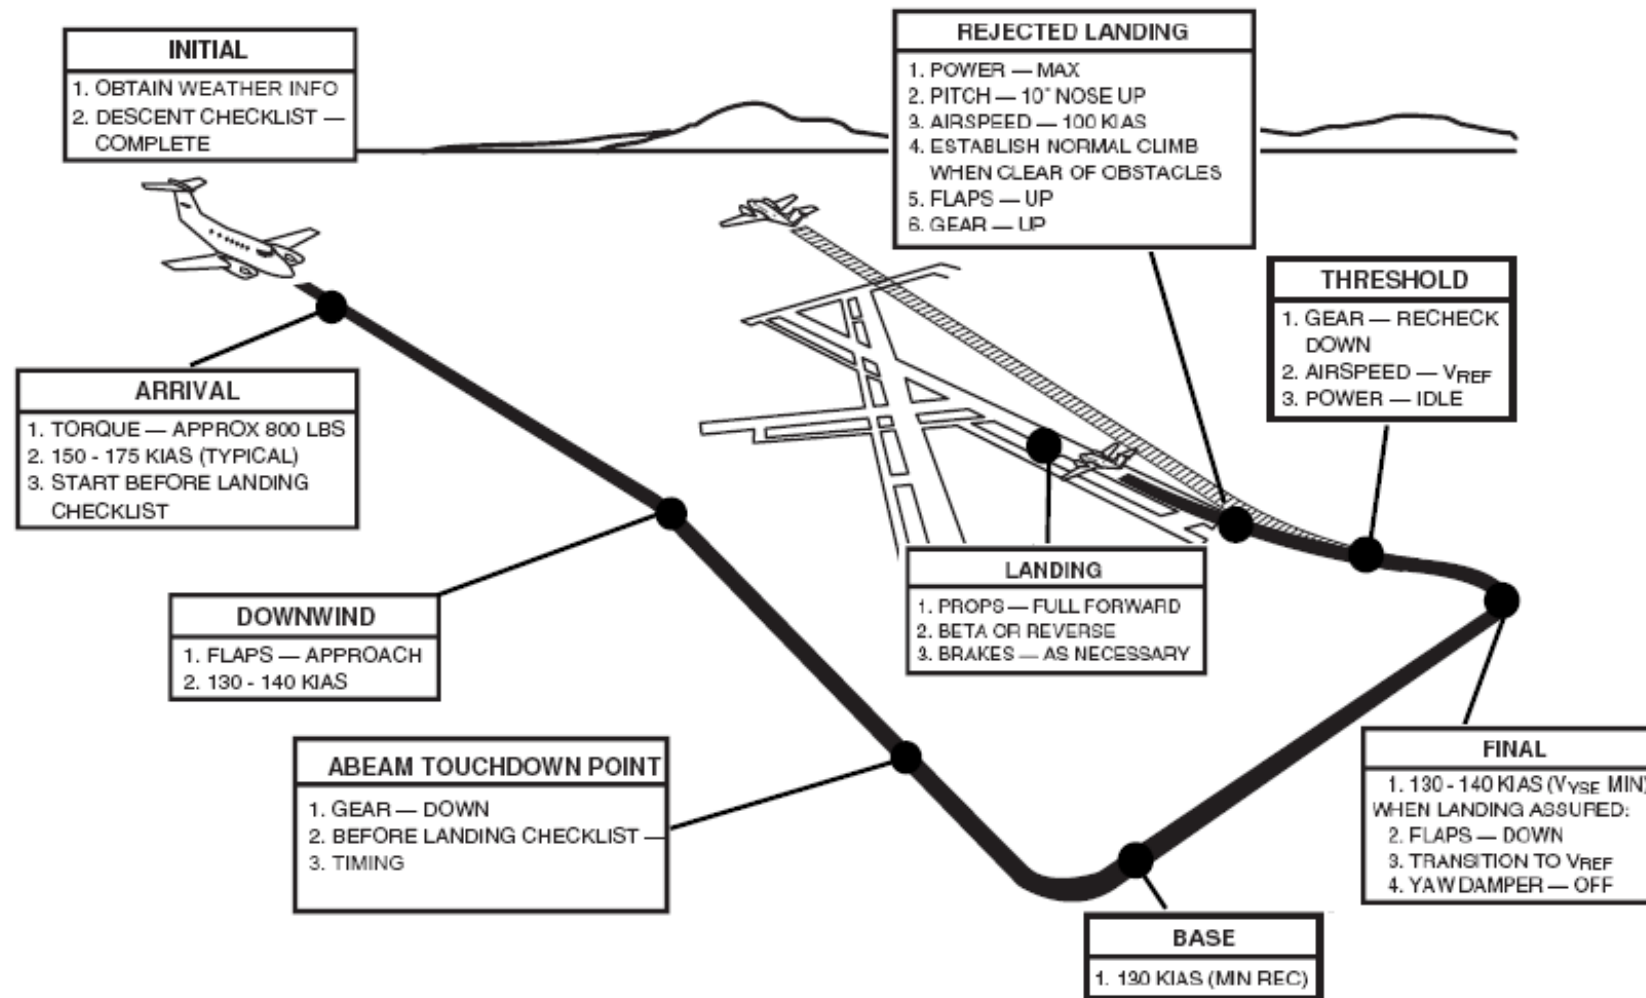 INITIAL
1. OBTAIN WEATHER INFO
2. DESCENT CHECKLIST —
COMPLETE
REJECTED LANDING
1. POWER — MAX
2. PITCH — 10° NOSE UP
3. AIRSPEED — 100 KIAS
4. ESTABLISH NORMAL CLIMB
WHEN CLEAR OF OBSTACLES
5. FLAPS — UP
6. GEAR — UP
THRESHOLD
1. GEAR — RECHECK
DOWN
2. AIRSPEED — VREF
3. POWER — IDLE
ARRIVAL
1. TORQUE — APPROX 800 LBS
2. 150 - 175 KIAS (TYPICAL)
3. START BEFORE LANDING
CHECKLIST
LANDING
1. PROPS — FULL FORWARD
2. BETA OR REVERSE
3. BRAKES — AS NECESSARY
DOWNWIND
1. FLAPS — APPROACH
2. 130 - 140 KIAS
ABEAM TOUCHDOWN POINT
1. GEAR — DOWN
2. BEFORE LANDING CHECKLIST —
3. TIMING
FINAL
1. 130 - 140 KIAS (VYSE MIN)
WHEN LANDING ASSURED:
2. FLAPS — DOWN
3. TRANSITION TO VREF
4. YAW DAMPER — OFF
BASE
1. 130 KIAS (MIN REC)